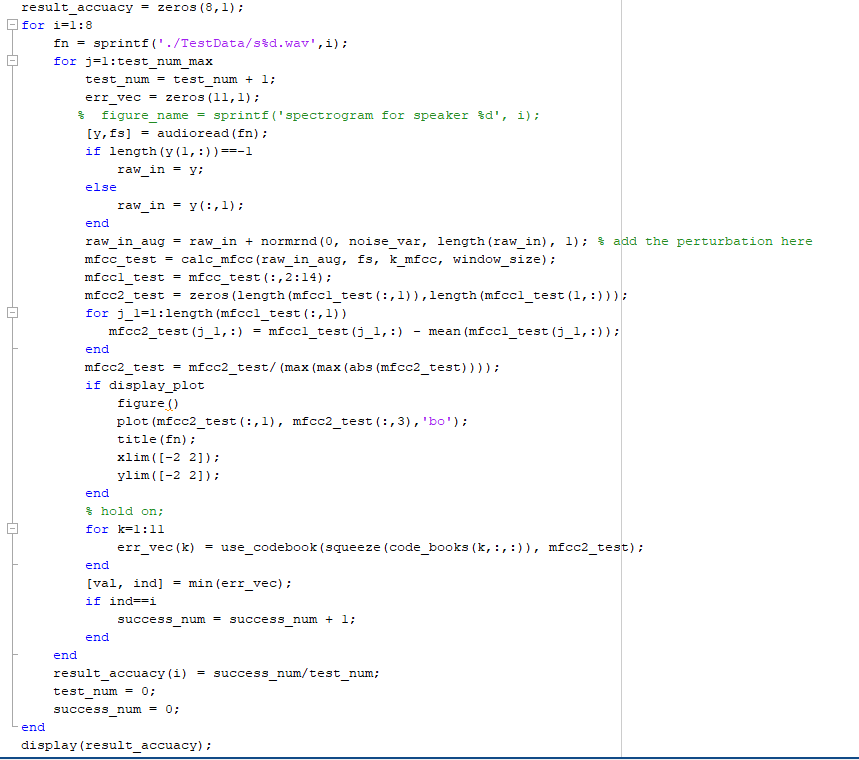 result_accuacy = zeros(8,1);
for i=1:8
    fn = sprintf('./TestData/s%d.wav',i);
    for j=1:test_num_max
        test_num = test_num + 1;
        err_vec = zeros(11,1);
       %  figure_name = sprintf('spectrogram for speaker %d', i);
        [y,fs] = audioread(fn);
        if length(y(1,:))==-1
            raw_in = y;
        else
            raw_in = y(:,1);
        end
        raw_in_aug = raw_in + normrnd(0, noise_var, length(raw_in), 1); % add the perturbation here
        mfcc_test = calc_mfcc(raw_in_aug, fs, k_mfcc, window_size);
        mfcc1_test = mfcc_test(:,2:14);
        mfcc2_test = zeros(length(mfcc1_test(:,1)),length(mfcc1_test(1,:)));
        for j_1=1:length(mfcc1_test(:,1))
           mfcc2_test(j_1,:) = mfcc1_test(j_1,:) - mean(mfcc1_test(j_1,:));
        end
        mfcc2_test = mfcc2_test/(max(max(abs(mfcc2_test))));
        if display_plot
            figure()
            plot(mfcc2_test(:,1), mfcc2_test(:,3),'bo');
            title(fn);
            xlim([-2 2]);
            ylim([-2 2]);
        end
        % hold on;
        for k=1:11
            err_vec(k) = use_codebook(squeeze(code_books(k,:,:)), mfcc2_test);
        end
        [val, ind] = min(err_vec);
        if ind==i
            success_num = success_num + 1;
        end
    end
    result_accuacy(i) = success_num/test_num;
    test_num = 0;
    success_num = 0;
end
display(result_accuacy);